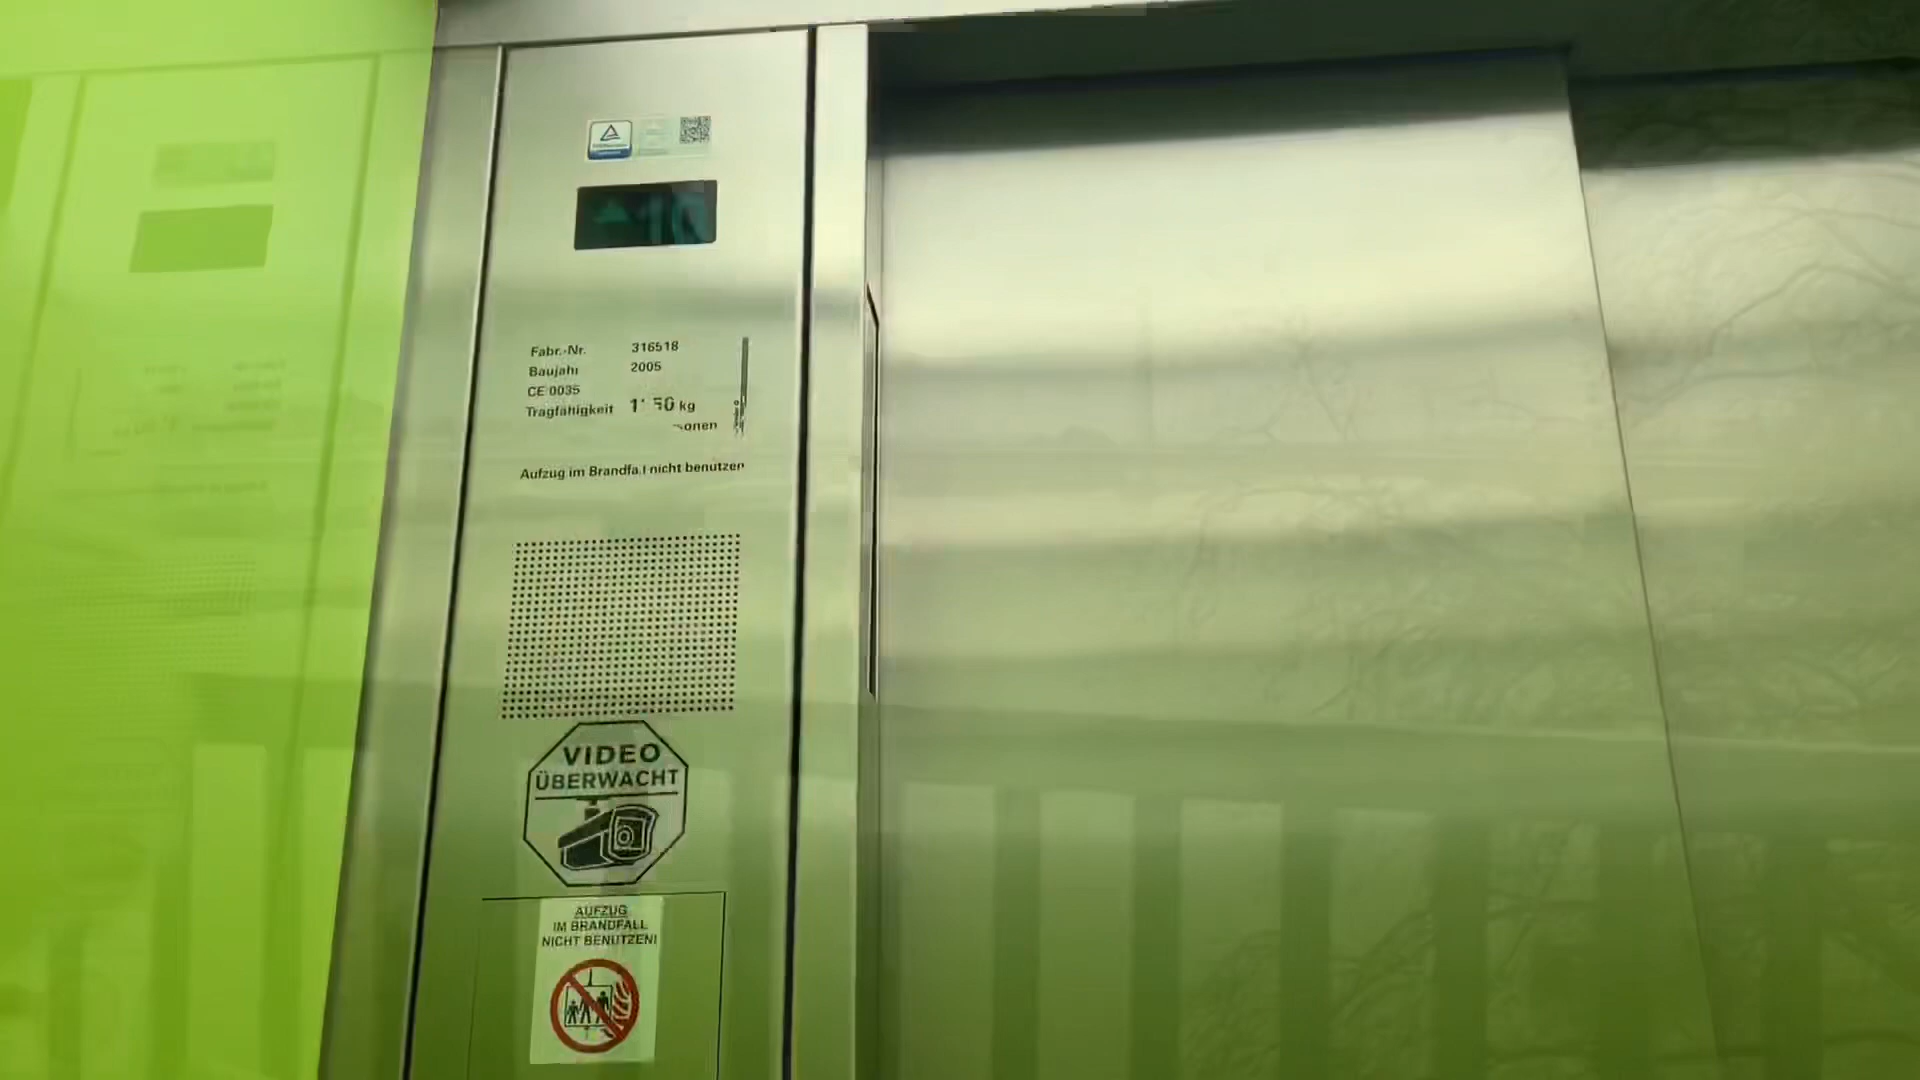 10
Fabr.-Nr. 316518
Baujahr 2005
CE 0035
Tragfähigkeit kg
Aufzug im Brandfall nicht benutzen
VIDEO
ÜBERWACHT
AUFZUG
IM BRANDFALL
NICHT BENUTZEN!